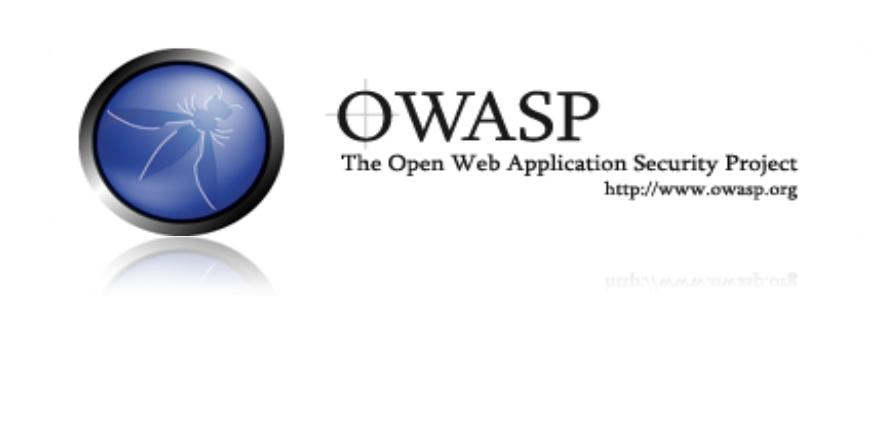 OWASP
The Open Web Application Security Project
http://www.owasp.org